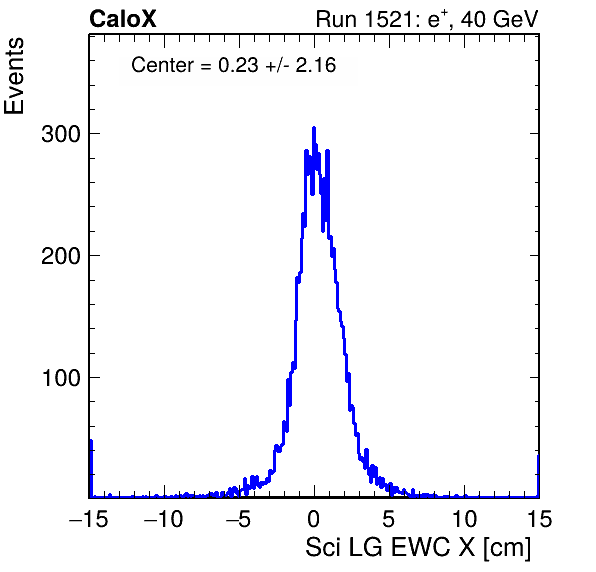 CaloX Run 1521: e⁺, 40 GeV
Events
Center = 0.23 +/- 2.16
300
200
100
−15 −10 −5 0 5 10 15
Sci LG EWC X [cm]